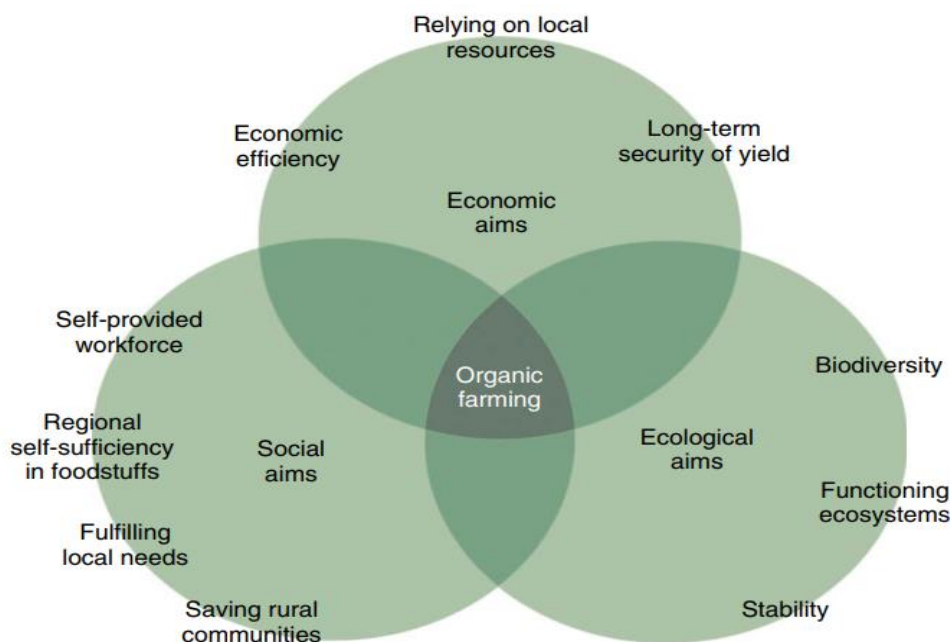 Relying on local
resources
Economic
efficiency
Long-term
security of yield
Economic
aims
Self-provided
workforce
Organic
farming
Biodiversity
Regional
self-sufficiency
in foodstuffs
Social
aims
Ecological
aims
Functioning
ecosystems
Fulfilling
local needs
Saving rural
communities
Stability